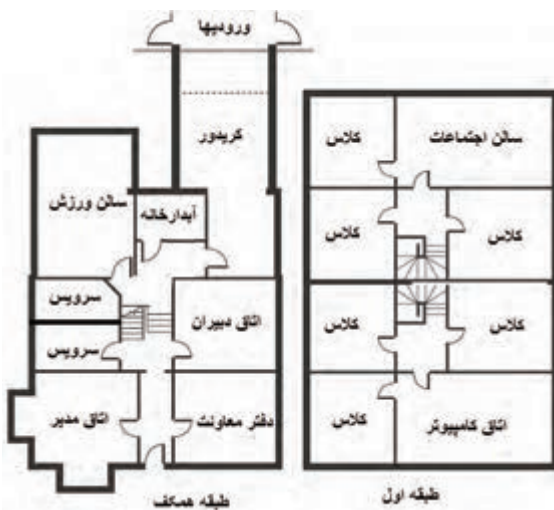 ورودیها
کریدور
سالن ورزش
آبدارخانه
سرویس
اتاق دبیران
سرویس
اتاق مدیر
دفتر معاونت
طبقه همکف
کلاس
سالن اجتماعات
کلاس
کلاس
کلاس
کلاس
کلاس
اتاق کامپیوتر
طبقه اول